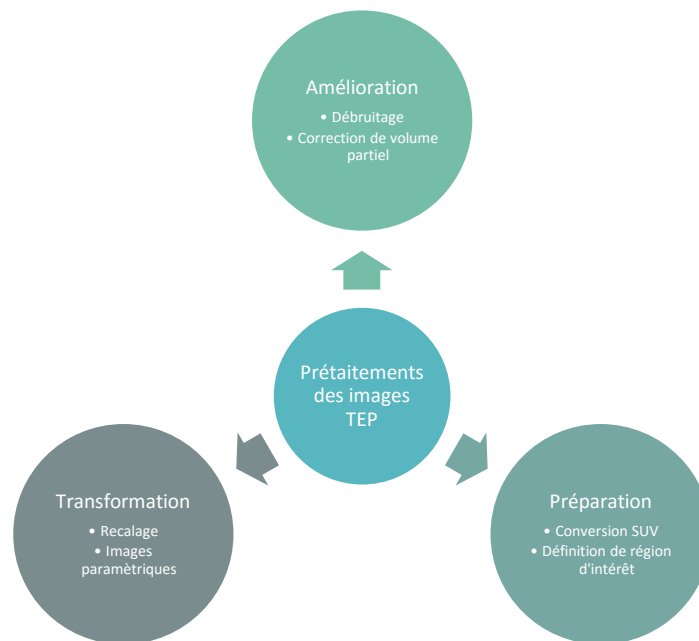 Amélioration
• Débruitage
• Correction de volume
partiel
Prétaitements
des images
TEP
Transformation
• Recalage
• Images
paramètriques
Préparation
• Conversion SUV
• Définition de région
d'intérêt